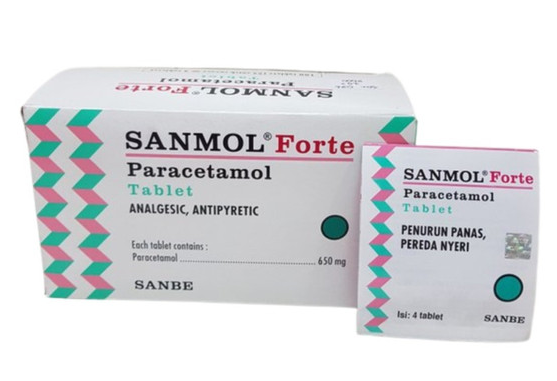 SANMOL Forte
Paracetamol
Tablet
SANMOL® Forte
Paracetamol
Tablet
ANALGESIC, ANTIPYRETIC
Each tablet contains :
Paracetamol ........................ 650 mg
SANBE
SANMOL® Forte
Paracetamol
Tablet
PENURUN PANAS,
PEREDA NYERI
Isi: 4 tablet
SANBE